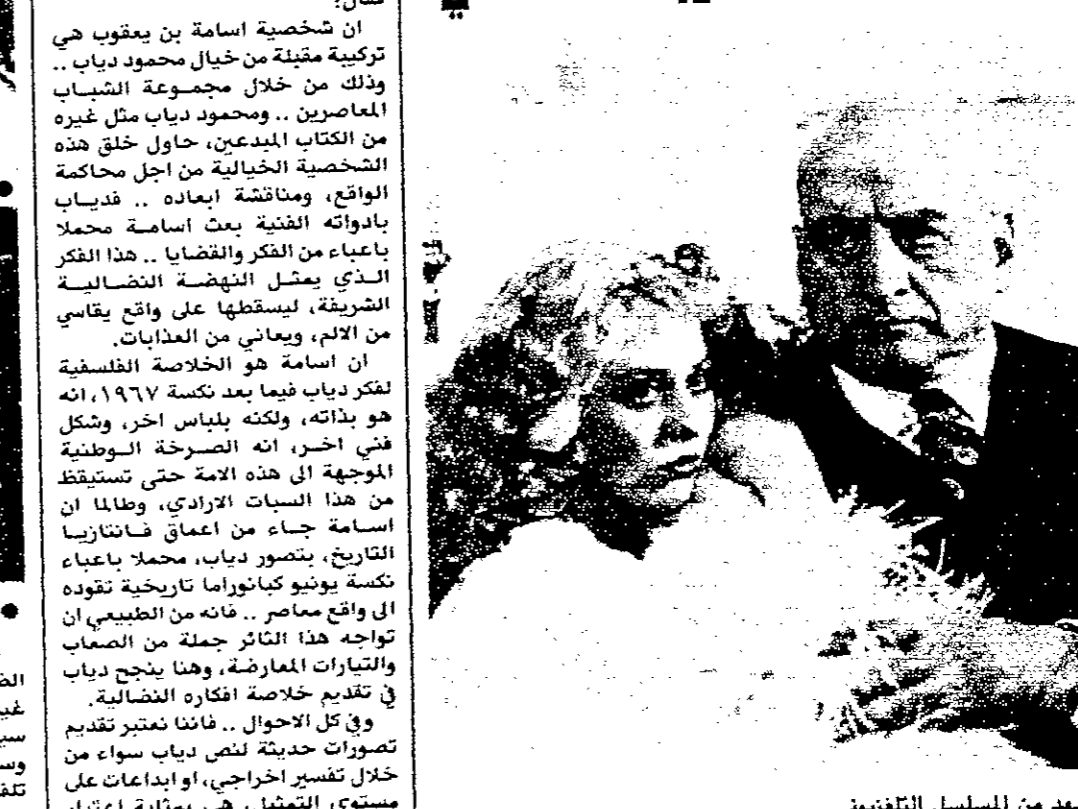 ان شخصية اسامة بن يعقوب هي
تركيبة مقبلة من خيال محمود دياب ..
وذلك من خلال مجموعة الشباب
المعاصرين .. ومحمود دياب مثل غيره
من الكتاب المبدعين، حاول خلق هذه
الشخصية الخيالية من اجل محاكمة
الواقع، ومناقشة ابعاده .. فدياب
بادواته الفنية بعث اسامة محملا
باعباء من الفكر والقضايا .. هذا الفكر
الذي يمثل النهضة النضالية
الشريفة، ليسقطها على واقع يقاسي
من الالم، ويعاني من العذابات.
ان اسامة هو الخلاصة الفلسفية
لفكر دياب فيما بعد نكسة ١٩٦٧، انه
هو بذاته، ولكنه بلباس اخر، وشكل
فني اخر، انه الصرخة الوطنية
الموجهة الى هذه الامة حتى تستيقظ
من هذا السبات الارادي، وطالما ان
اسامة جاء من اعماق فانتازيا
التاريخ، بتصور دياب، محملا باعباء
نكسة يونيو كبانوراما تاريخية تقوده
الى واقع معاصر .. فانه من الطبيعي ان
تواجه هذا الثائر جملة من الصعاب
والتيارات المعارضة، وهنا ينجح دياب
في تقديم خلاصة افكاره النضالية.
وفي كل الاحوال .. فاننا نعتبر تقديم
تصورات حديثة لنص دياب سواء من
خلال تفسير اخراجي، او ابداعات على
مستوى التمثيل، هي بمثابة
من المسلسل التلفزيو